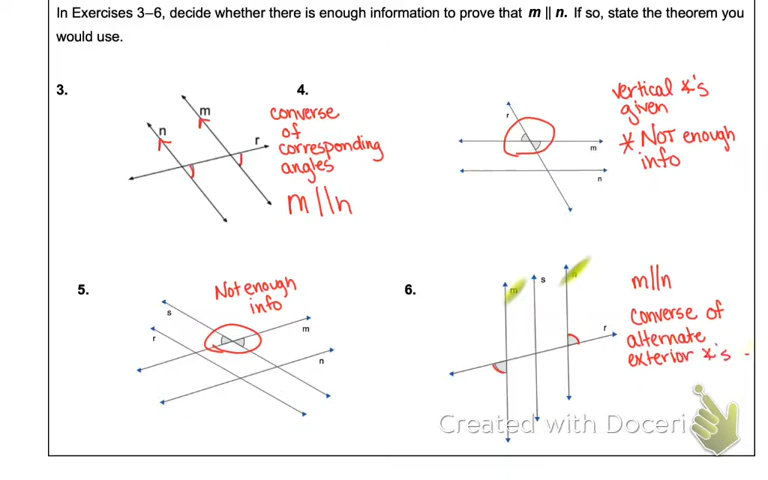 In Exercises 3–6, decide whether there is enough information to prove that m || n. If so, state the theorem you
would use.
3.
m
n
r
converse
of
corresponding
angles
m||n
4.
r
m
n
vertical ∠'s
given
* Not enough
info
5.
s
r
m
n
Not enough
info
6.
m
s
n
r
m||n
converse of
alternate
exterior ∠'s
Created with Doceri